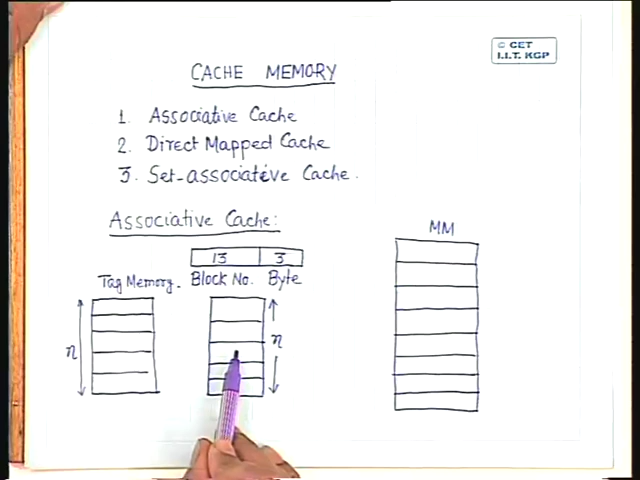 © CET
I.I.T. KGP
CACHE MEMORY
1. Associative Cache
2. Direct Mapped Cache
3. Set-associative Cache.
Associative Cache:
MM
13 3
Tag Memory. Block No. Byte
n n